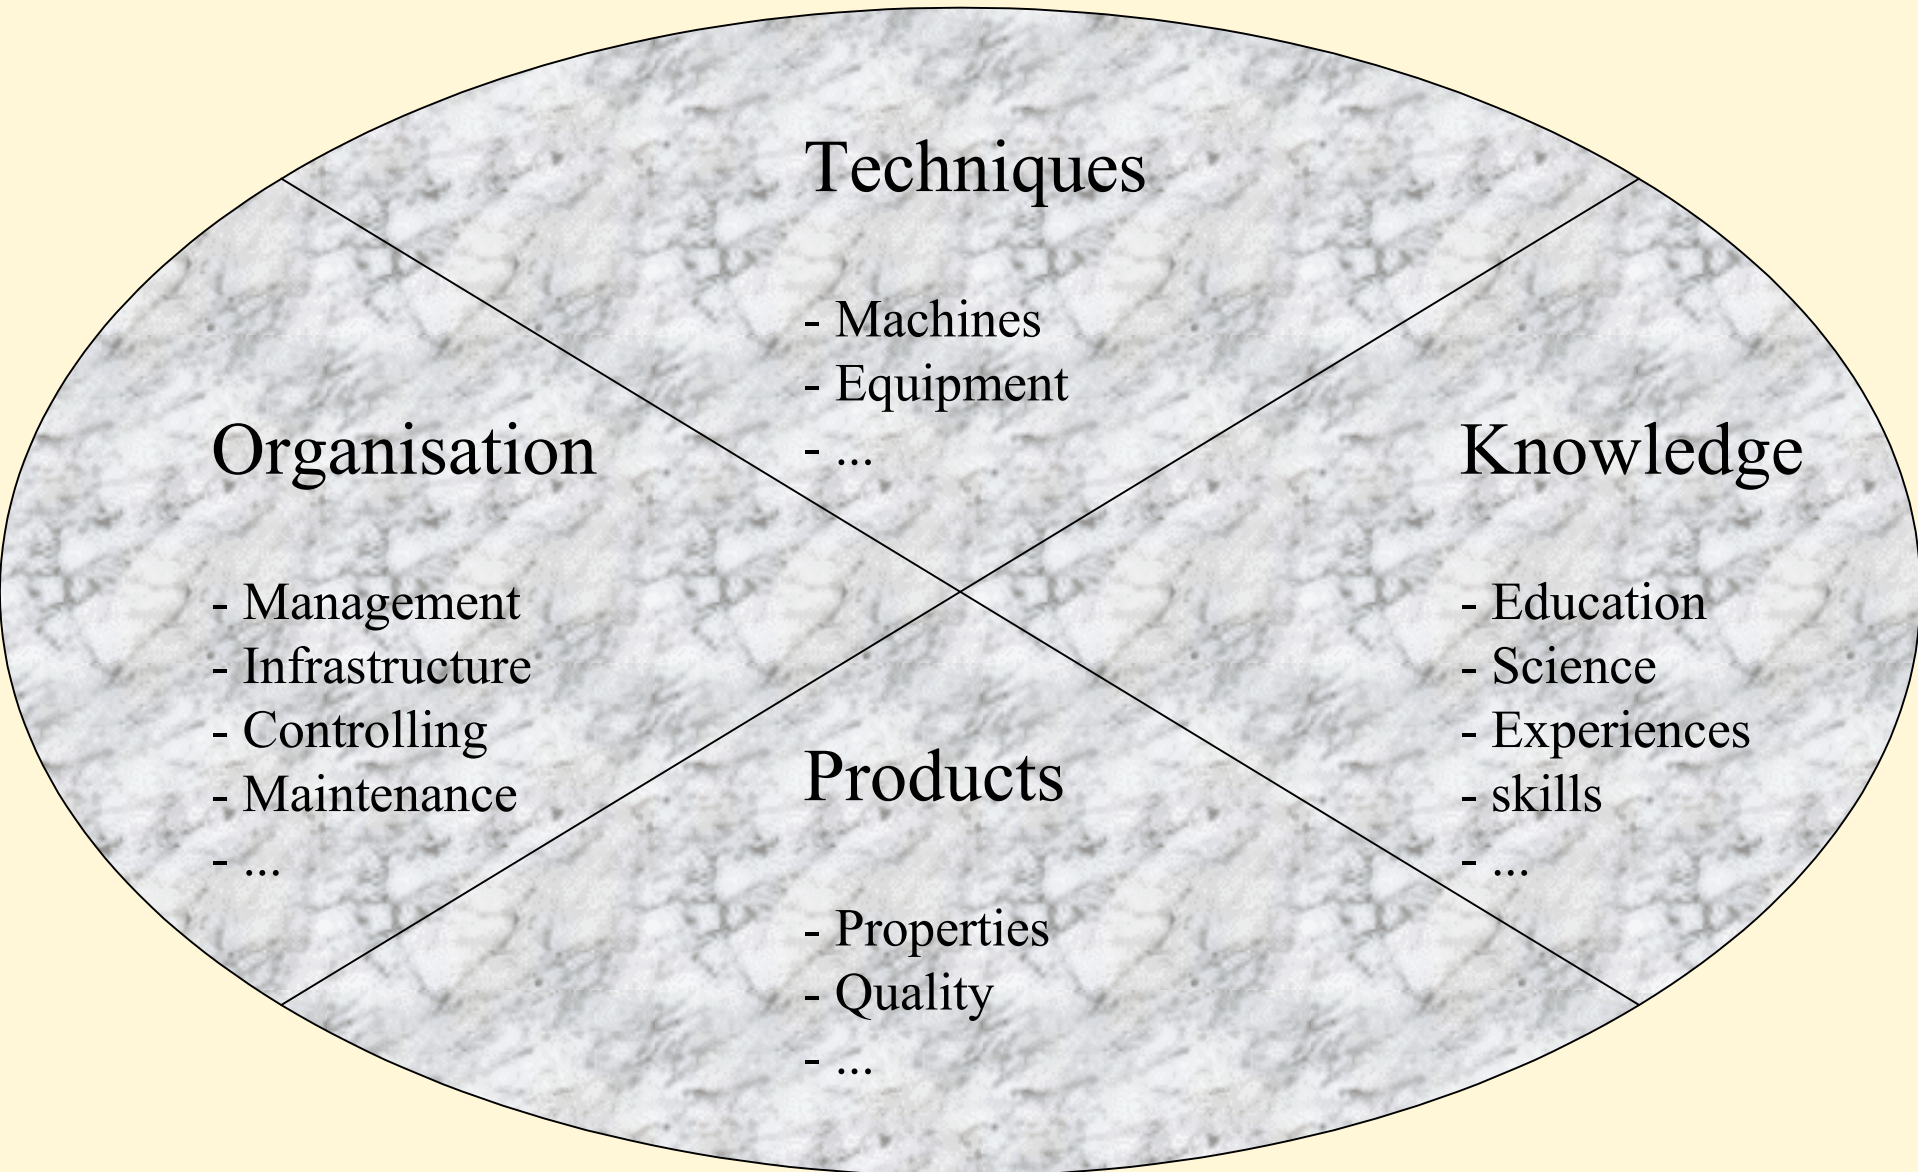 Techniques
- Machines
- Equipment
- ...
Organisation
- Management
- Infrastructure
- Controlling
- Maintenance
- ...
Knowledge
- Education
- Science
- Experiences
- skills
- ...
Products
- Properties
- Quality
- ...